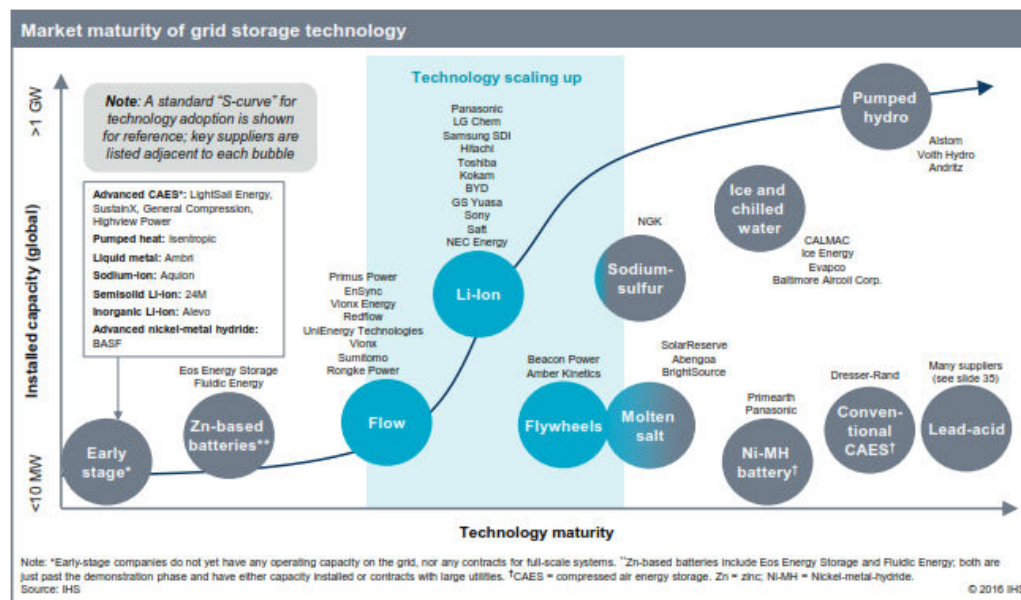 Market maturity of grid storage technology
Technology scaling up
Note: A standard “S-curve” for
technology adoption is shown
for reference; key suppliers are
listed adjacent to each bubble
>1 GW
Installed capacity (global)
<10 MW
Advanced CAES*: LightSail Energy,
SustainX, General Compression,
Highview Power
Pumped heat: Isentropic
Liquid metal: Ambri
Sodium-ion: Aquion
Semisolid Li-Ion: 24M
Inorganic Li-Ion: Alevo
Advanced nickel-metal hydride:
BASF
Early
stage*
Eos Energy Storage
Fluidic Energy
Zn-based
batteries**
Primus Power
EnSync
Vionx Energy
Redflow
UniEnergy Technologies
Vionx
Sumitomo
Rongke Power
Flow
Panasonic
LG Chem
Samsung SDI
Hitachi
Toshiba
Kokam
BYD
GS Yuasa
Sony
Saft
NEC Energy
Li-Ion
Beacon Power
Amber Kinetics
Flywheels
NGK
Sodium-
sulfur
SolarReserve
Abengoa
BrightSource
Molten
salt
Ice and
chilled
water
CALMAC
Ice Energy
Evapco
Baltimore Aircoil Corp.
Pumped
hydro
Alstom
Voith Hydro
Andritz
Primearth
Panasonic
Ni-MH
battery†
Dresser-Rand
Conven-
tional
CAES†
Many suppliers
(see slide 35)
Lead-acid
Technology maturity
Note: *Early-stage companies do not yet have any operating capacity on the grid, nor any contracts for full-scale systems. **Zn-based batteries include Eos Energy Storage and Fluidic Energy; both are
just past the demonstration phase and have either capacity installed or contracts with large utilities. †CAES = compressed air energy storage. Zn = zinc; Ni-MH = Nickel-metal-hydride.
Source: IHS
© 2016 IHS